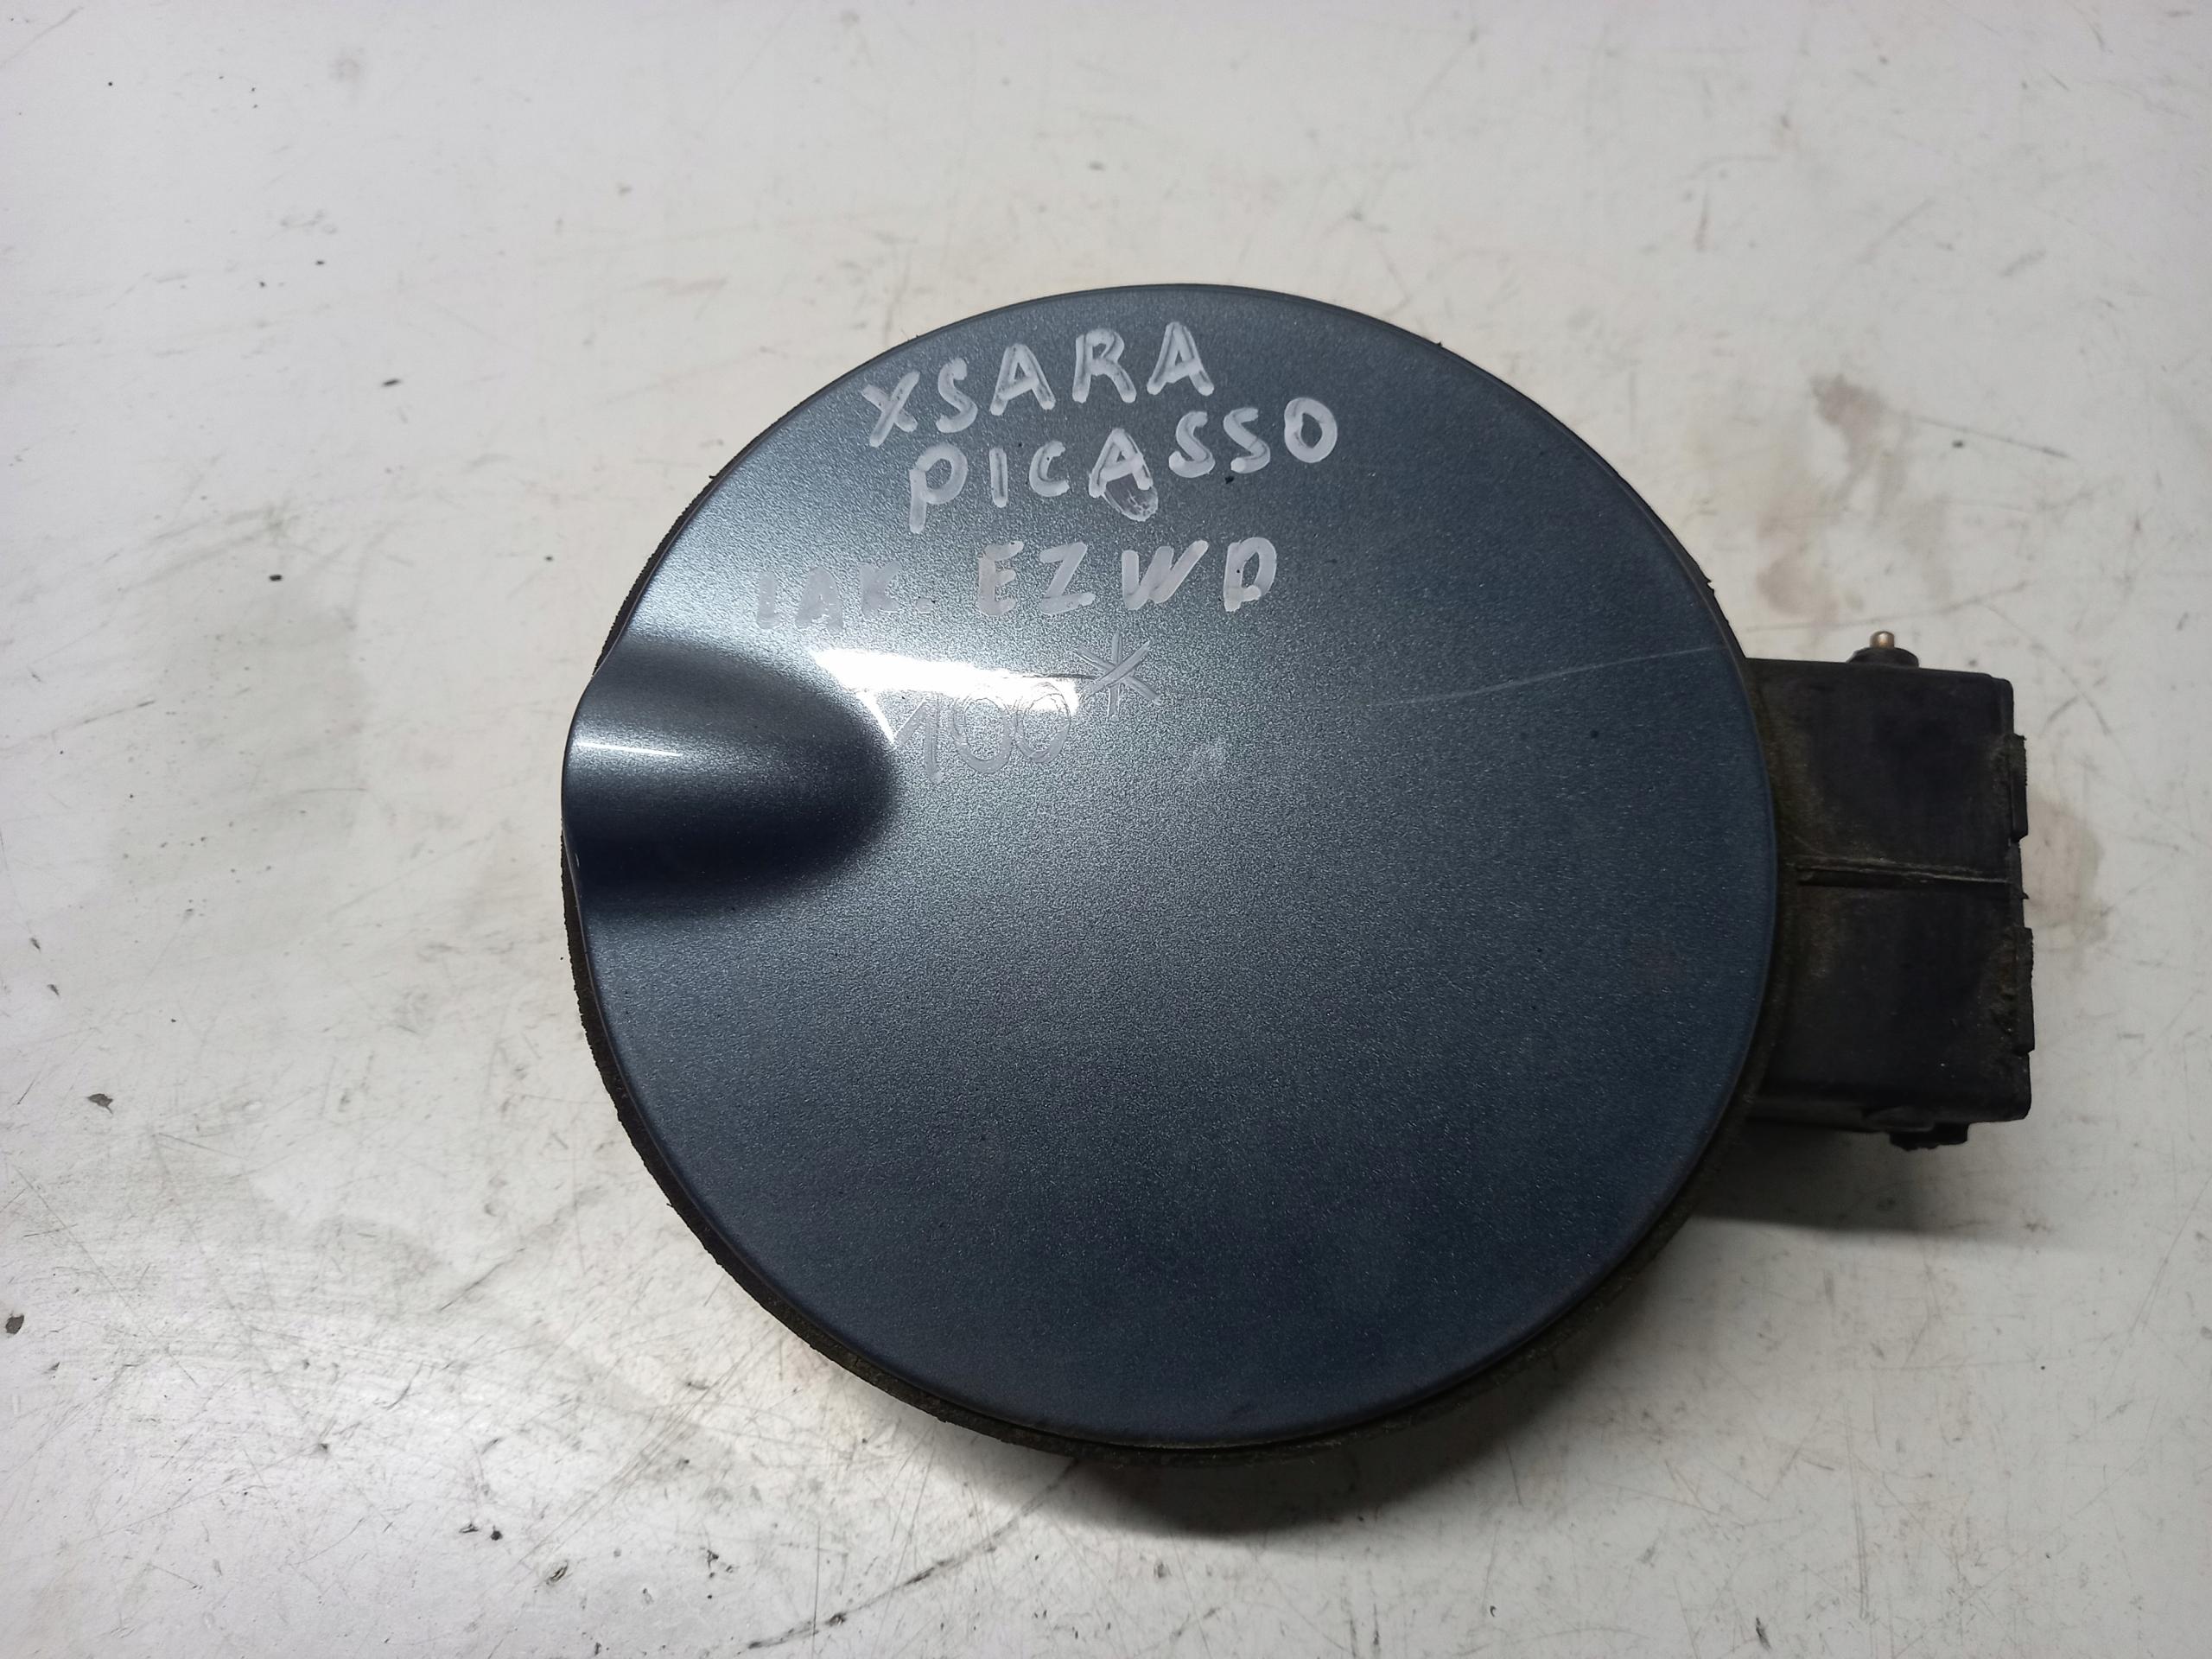 XSARA
PICASSO
LAK. EZWD
100*